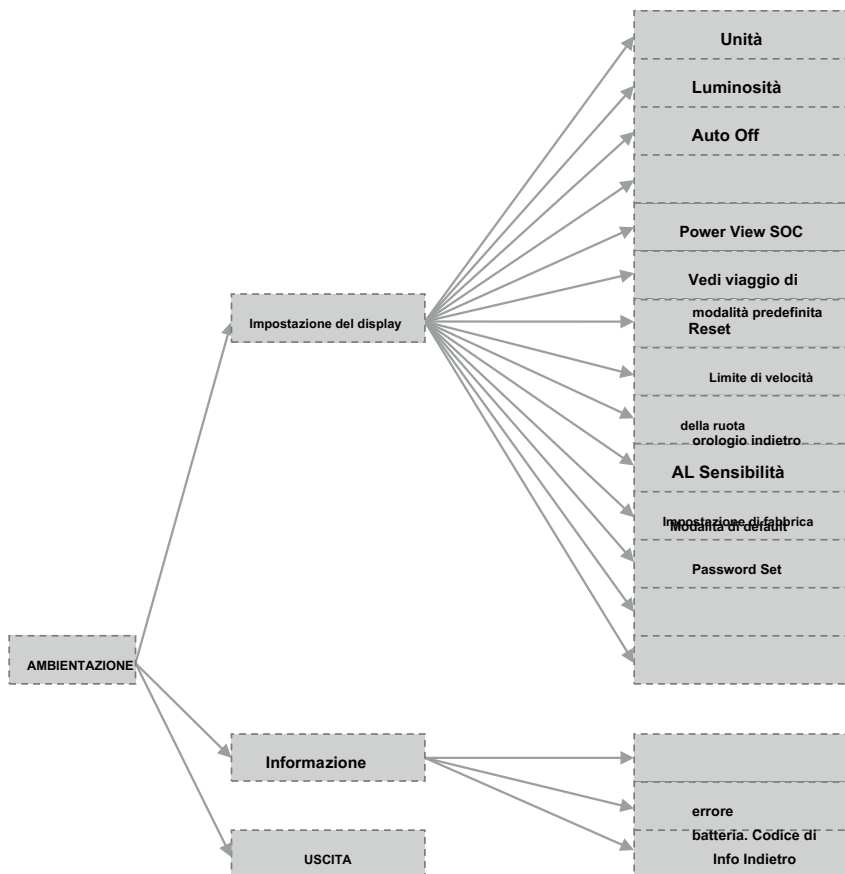 Unità
Luminosità
Auto Off
Power View SOC
Vedi viaggio di
modalità predefinita
Reset
Limite di velocità
della ruota
orologio indietro
AL Sensibilità
Impostazione di fabbrica
Modalità di default
Password Set
Impostazione del display
AMBIENTAZIONE
Informazione
USCITA
errore
batteria. Codice di
Info Indietro